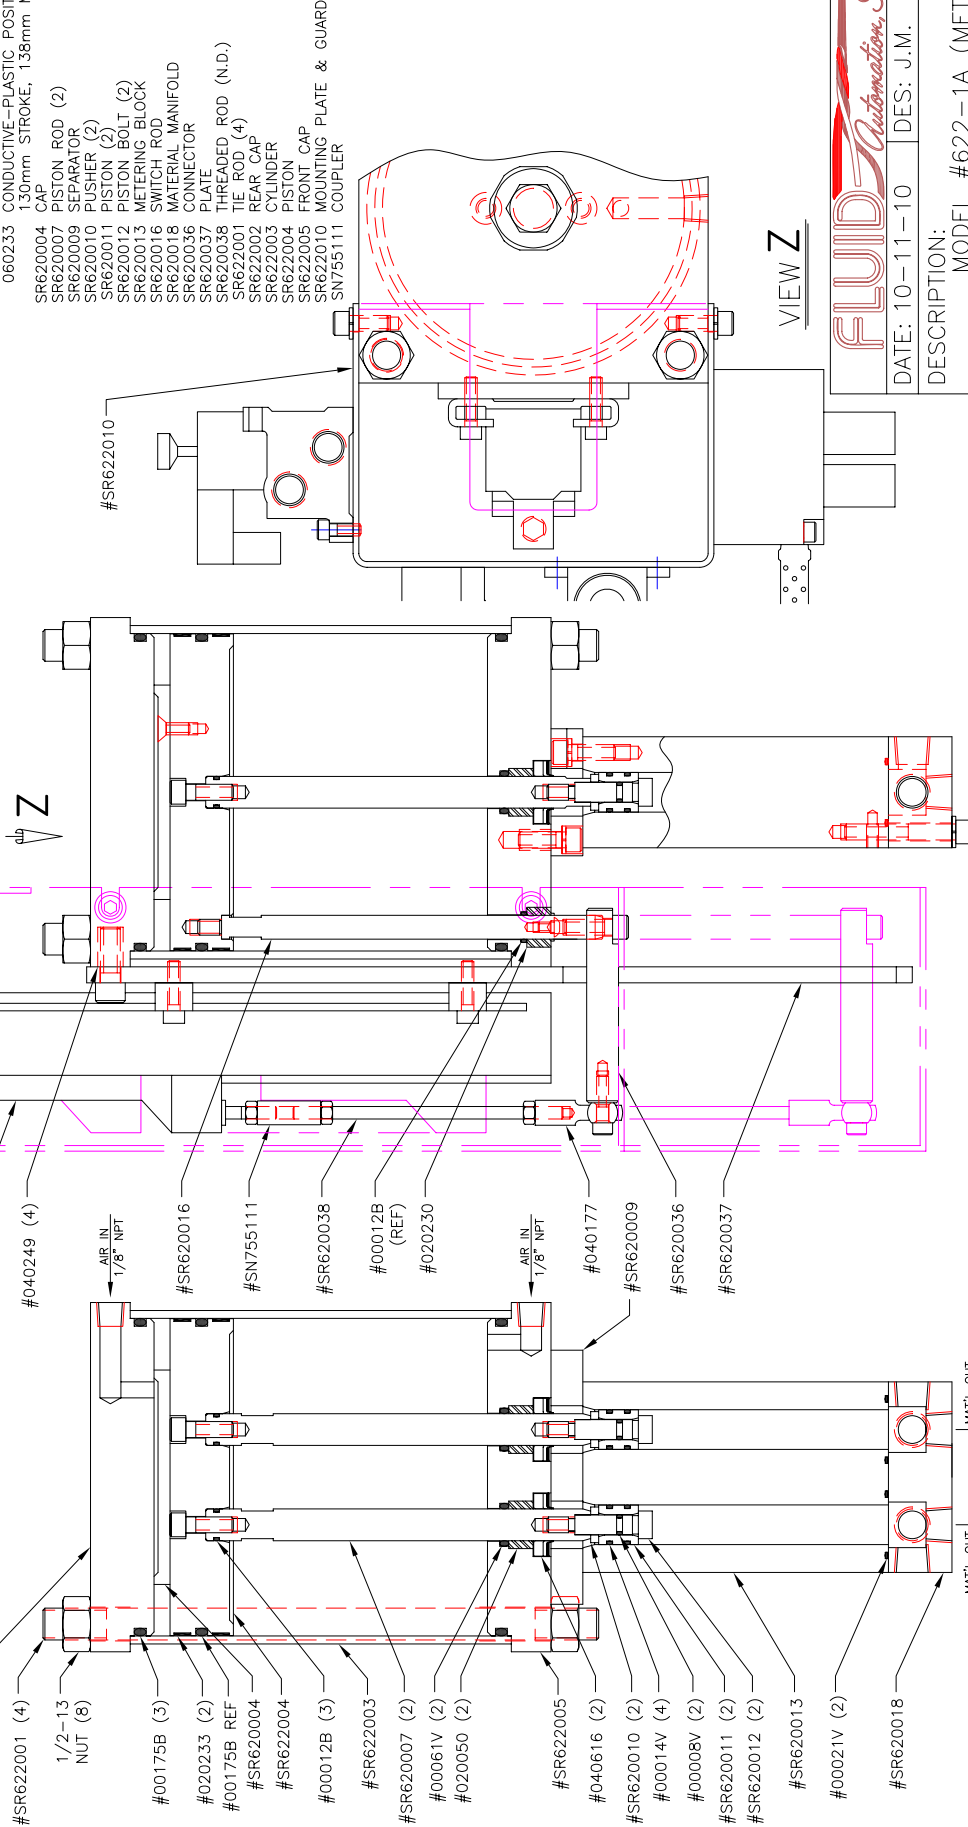 060233 CONDUCTIVE-PLASTIC
130mm STROKE, 138mm
SR620004 CAP
SR620007 PISTON ROD (2)
SR620009 SEPARATOR
SR620010 PUSHER (2)
SR620011 PISTON (2)
SR620012 PISTON BOLT (2)
SR620013 METERING BLOCK
SR620016 SWITCH ROD
SR620018 MATERIAL MANIFOLD
SR620036 CONNECTOR
SR620037 PLATE
SR620038 THREADED ROD (N.D.)
SR622001 TIE ROD (4)
SR622002 REAR CAP
SR622003 CYLINDER
SR622004 PISTON
SR622005 FRONT CAP
SR622010 MOUNTING PLATE & GUARD
SN755111 COUPLER
#SR622010
VIEW Z
FLUID
Automation,
DATE: 10-11-10 DES: J.M.
DESCRIPTION:
MODEL #622-1A
Z
#040249 (4)
#SR620016
#SN755111
#SR620038
#00012B
(REF)
#020230
#040177
#SR620009
#SR620036
#SR620037
AIR IN
1/8" NPT
AIR IN
1/8" NPT
#SR622001 (4)
1/2-13
NUT (8)
#00175B (3)
#020233 (2)
#00175B REF
#SR620004
#SR622004
#00012B (3)
#SR622003
#SR620007 (2)
#00061V (2)
#020050 (2)
#SR622005
#040616 (2)
#SR620010 (2)
#00014V (4)
#00008V (2)
#SR620011 (2)
#SR620012 (2)
#SR620013
#00021V (2)
#SR620018